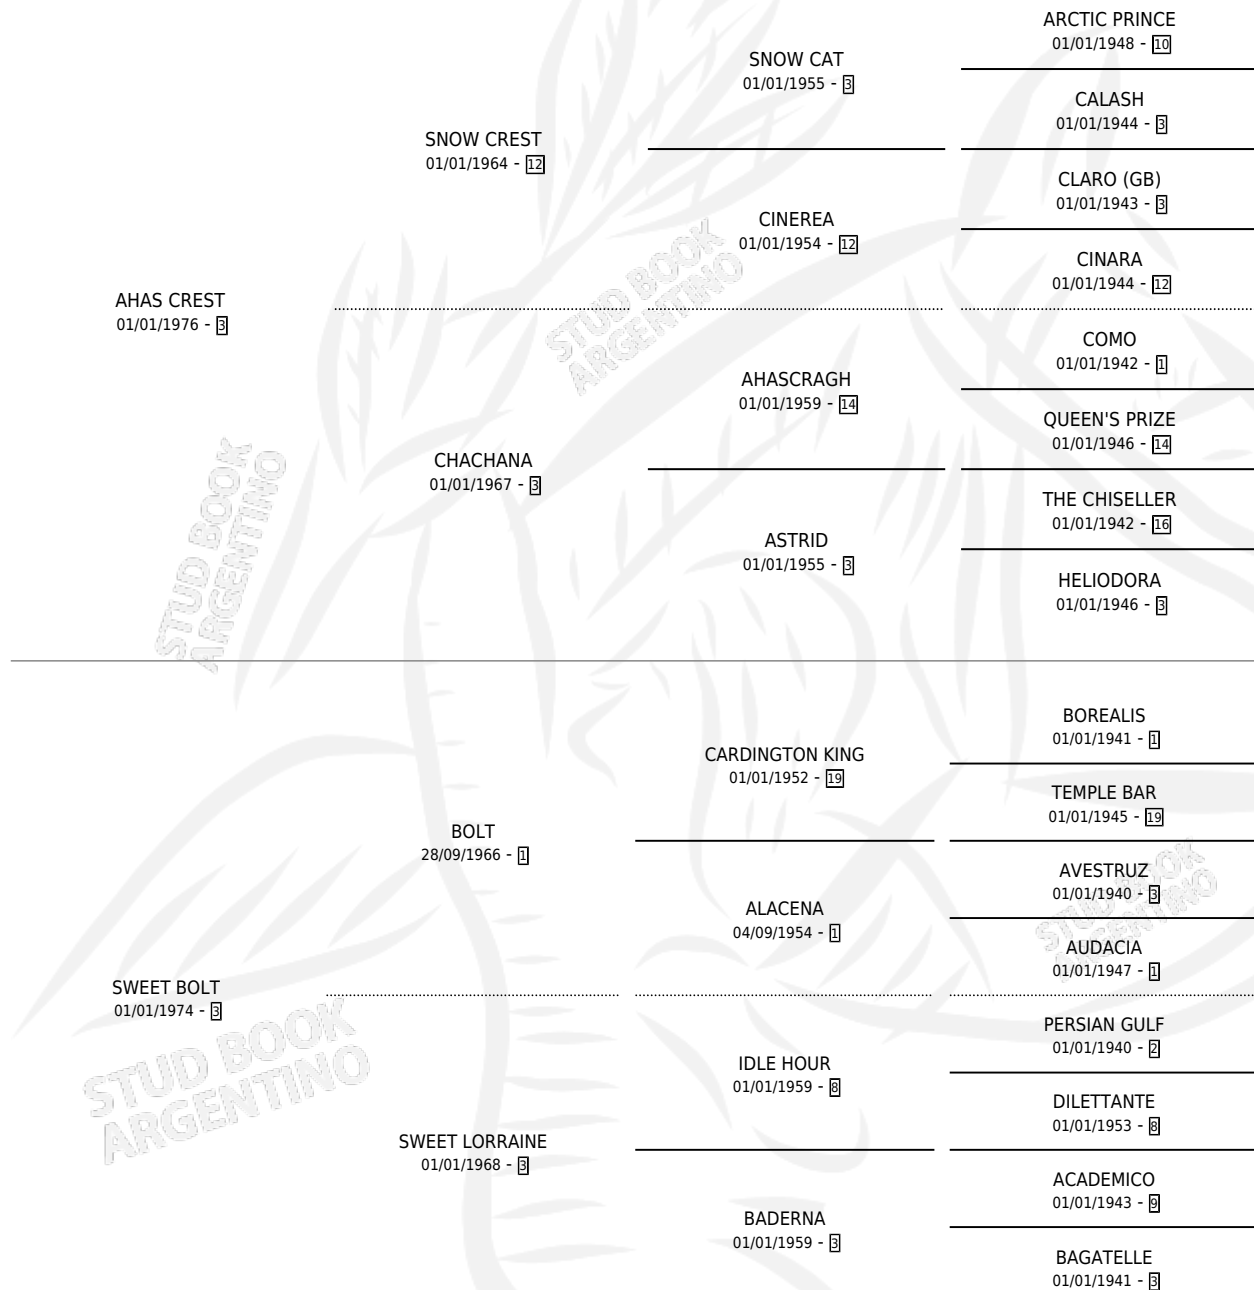 ARCTIC PRINCE
01/01/1948 - 10
SNOW CAT
01/01/1955 - 3
CALASH
01/01/1944 - 3
SNOW CREST
01/01/1964 - 12
CLARO (GB)
01/01/1943 - 3
CINEREA
01/01/1954 - 12
CINARA
01/01/1944 - 12
AHAS CREST
01/01/1976 - 3
STUD BOOK
ARGENTINO
COMO
01/01/1942 - 1
AHASCRAGH
01/01/1959 - 14
QUEEN'S PRIZE
01/01/1946 - 14
CHACHANA
01/01/1967 - 3
THE CHISELLER
01/01/1942 - 16
ASTRID
01/01/1955 - 3
HELIODORA
01/01/1946 - 3
STUD BOOK
ARGENTINO
BOREALIS
01/01/1941 - 1
CARDINGTON KING
01/01/1952 - 19
TEMPLE BAR
01/01/1945 - 19
BOLT
28/09/1966 - 1
AVESTRUZ
01/01/1940 - 3
ALACENA
04/09/1954 - 1
AUDACIA
01/01/1947 - 1
STUD BOOK
ARGENTINO
SWEET BOLT
01/01/1974 - 3
PERSIAN GULF
01/01/1940 - 2
IDLE HOUR
01/01/1959 - 8
DILETTANTE
01/01/1953 - 8
STUD BOOK
ARGENTINO
SWEET LORRAINE
01/01/1968 - 3
ACADEMICO
01/01/1943 - 9
BADERNA
01/01/1959 - 3
BAGATELLE
01/01/1941 - 3